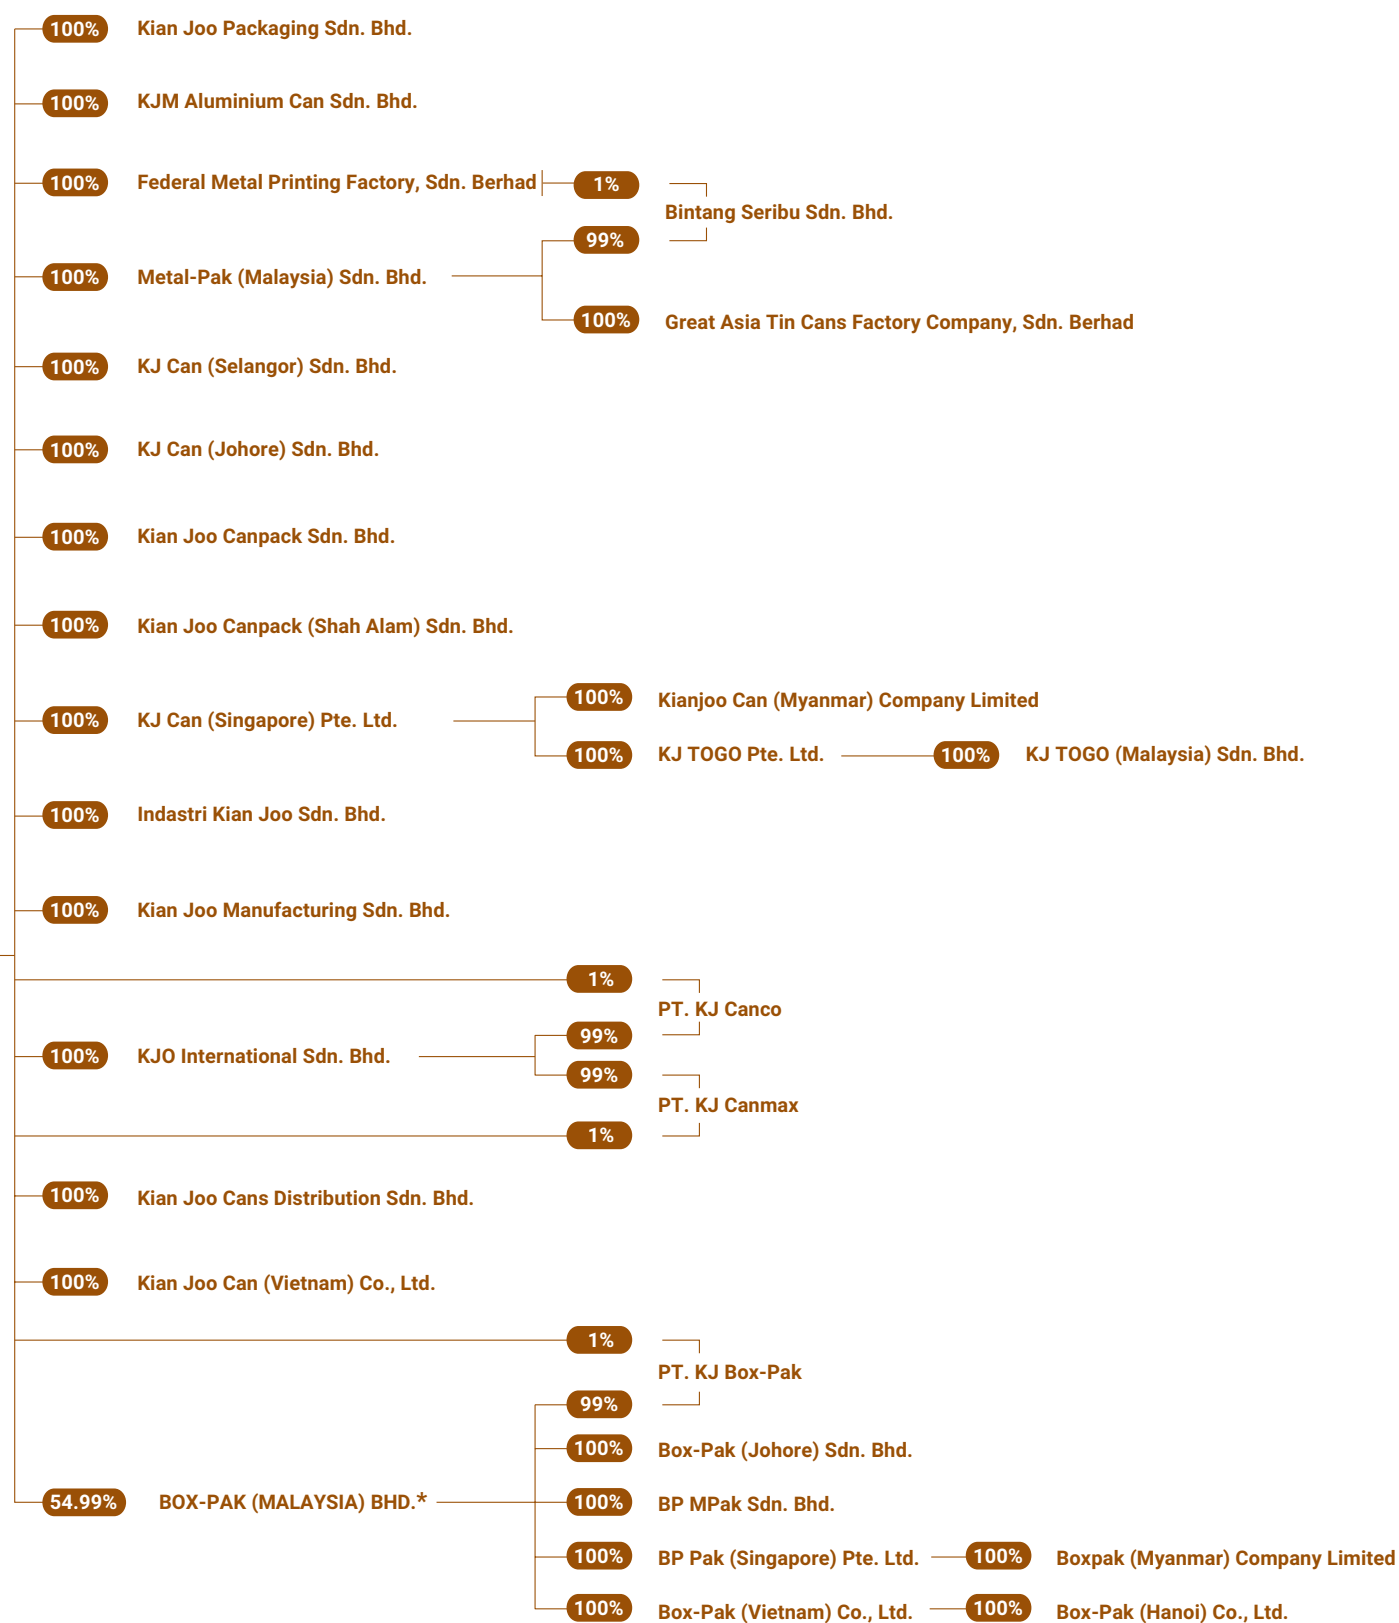 100% Kian Joo Packaging Sdn. Bhd.
100% KJM Aluminium Can Sdn. Bhd.
100% Federal Metal Printing Factory, Sdn. Berhad 1%
Bintang Seribu Sdn. Bhd.
99%
100% Metal-Pak (Malaysia) Sdn. Bhd.
100% Great Asia Tin Cans Factory Company, Sdn. Berhad
100% KJ Can (Selangor) Sdn. Bhd.
100% KJ Can (Johore) Sdn. Bhd.
100% Kian Joo Canpack Sdn. Bhd.
100% Kian Joo Canpack (Shah Alam) Sdn. Bhd.
100% Kianjoo Can (Myanmar) Company Limited
100% KJ Can (Singapore) Pte. Ltd.
100% KJ TOGO Pte. Ltd. 100% KJ TOGO (Malaysia) Sdn. Bhd.
100% Indastri Kian Joo Sdn. Bhd.
100% Kian Joo Manufacturing Sdn. Bhd.
1%
PT. KJ Canco
99%
100% KJO International Sdn. Bhd.
99%
PT. KJ Canmax
1%
100% Kian Joo Cans Distribution Sdn. Bhd.
100% Kian Joo Can (Vietnam) Co., Ltd.
1%
PT. KJ Box-Pak
99%
100% Box-Pak (Johore) Sdn. Bhd.
54.99% BOX-PAK (MALAYSIA) BHD.* 100% BP MPak Sdn. Bhd.
100% BP Pak (Singapore) Pte. Ltd. 100% Boxpak (Myanmar) Company Limited
100% Box-Pak (Vietnam) Co., Ltd. 100% Box-Pak (Hanoi) Co., Ltd.